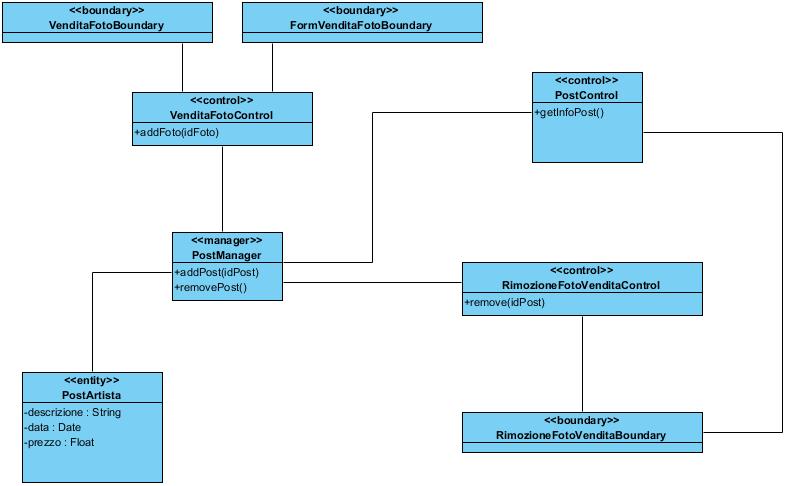 <<boundary>>
VenditaFotoBoundary
<<boundary>>
FormVenditaFotoBoundary
<<control>>
VenditaFotoControl
+addFoto(idFoto)
<<control>>
PostControl
+getInfoPost()
<<manager>>
PostManager
+addPost(idPost)
+removePost()
<<control>>
RimozioneFotoVenditaControl
+remove(idPost)
<<entity>>
PostArtista
-descrizione : String
-data : Date
-prezzo : Float
<<boundary>>
RimozioneFotoVenditaBoundary